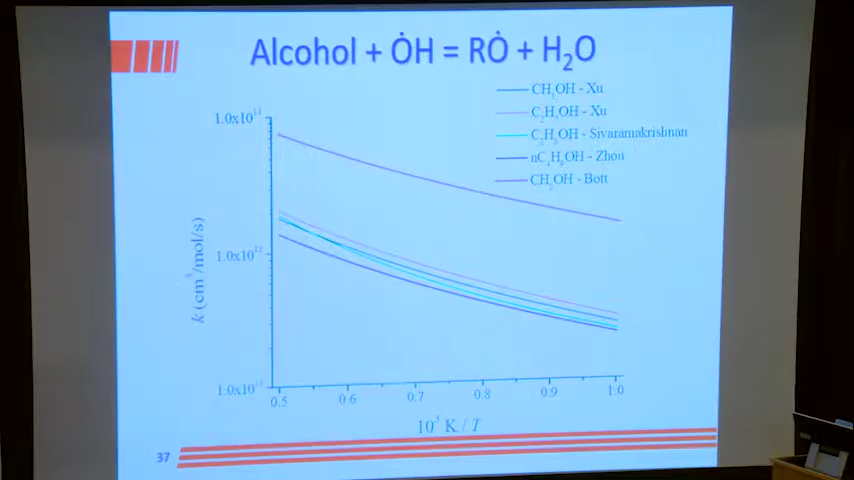 Alcohol + ȮH = RȮ + H₂O
CH₃OH - Xu
C₂H₅OH - Xu
C₂H₅OH - Sivaramakrishnan
nC₄H₉OH - Zhou
CH₃OH - Bott
1.0x10¹³
1.0x10¹²
1.0x10¹¹
k (cm³/mol/s)
0.5 0.6 0.7 0.8 0.9 1.0
10³ K / T
37